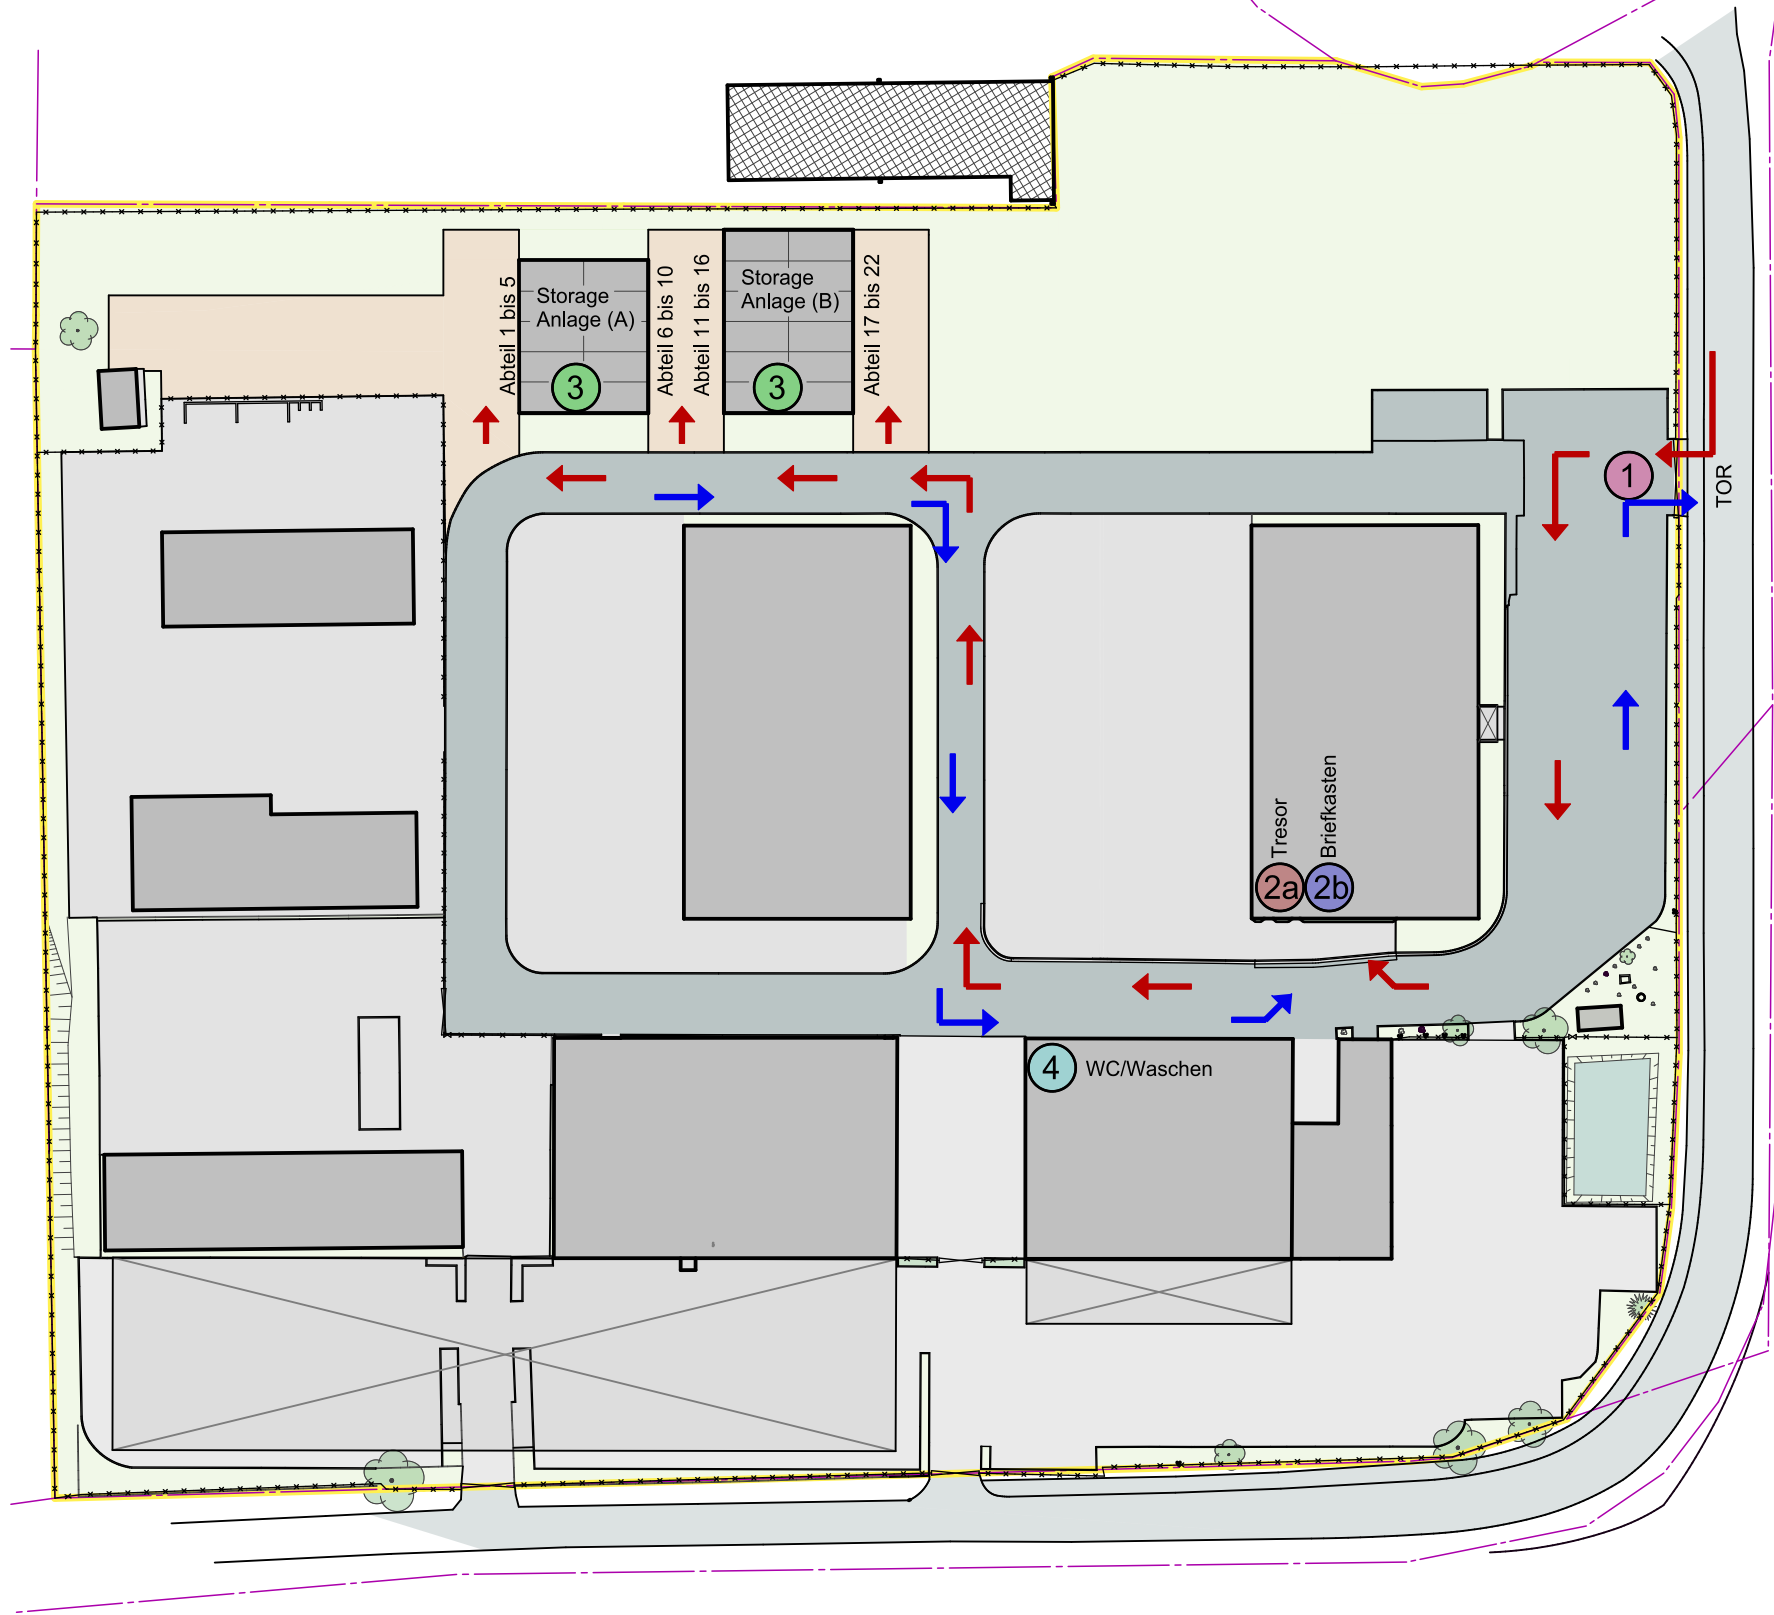 Abteil 1 bis 5
Storage
Anlage (A)
3
Abteil 6 bis 10
Abteil 11 bis 16
Storage
Anlage (B)
3
Abteil 17 bis 22
1
TOR
Tresor
Briefkasten
2a
2b
4
WC/Waschen